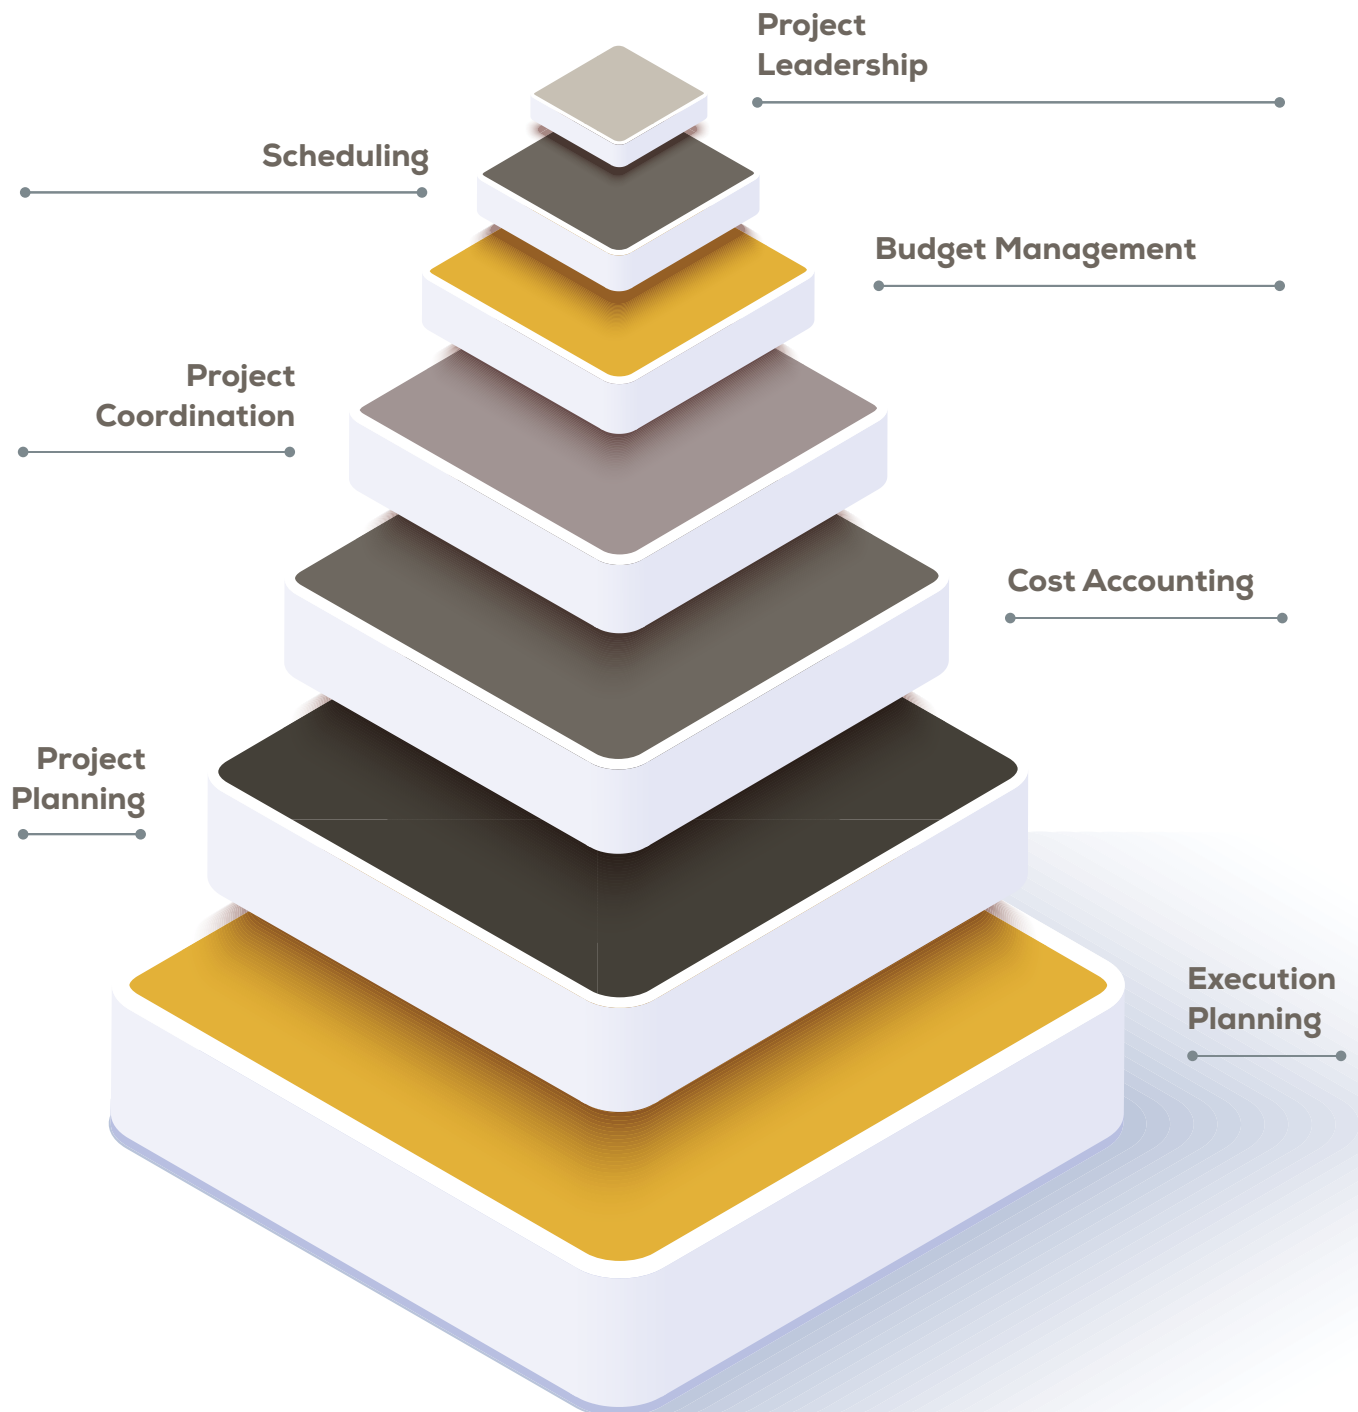 Project
Leadership
Scheduling
Budget Management
Project
Coordination
Cost Accounting
Project
Planning
Execution
Planning